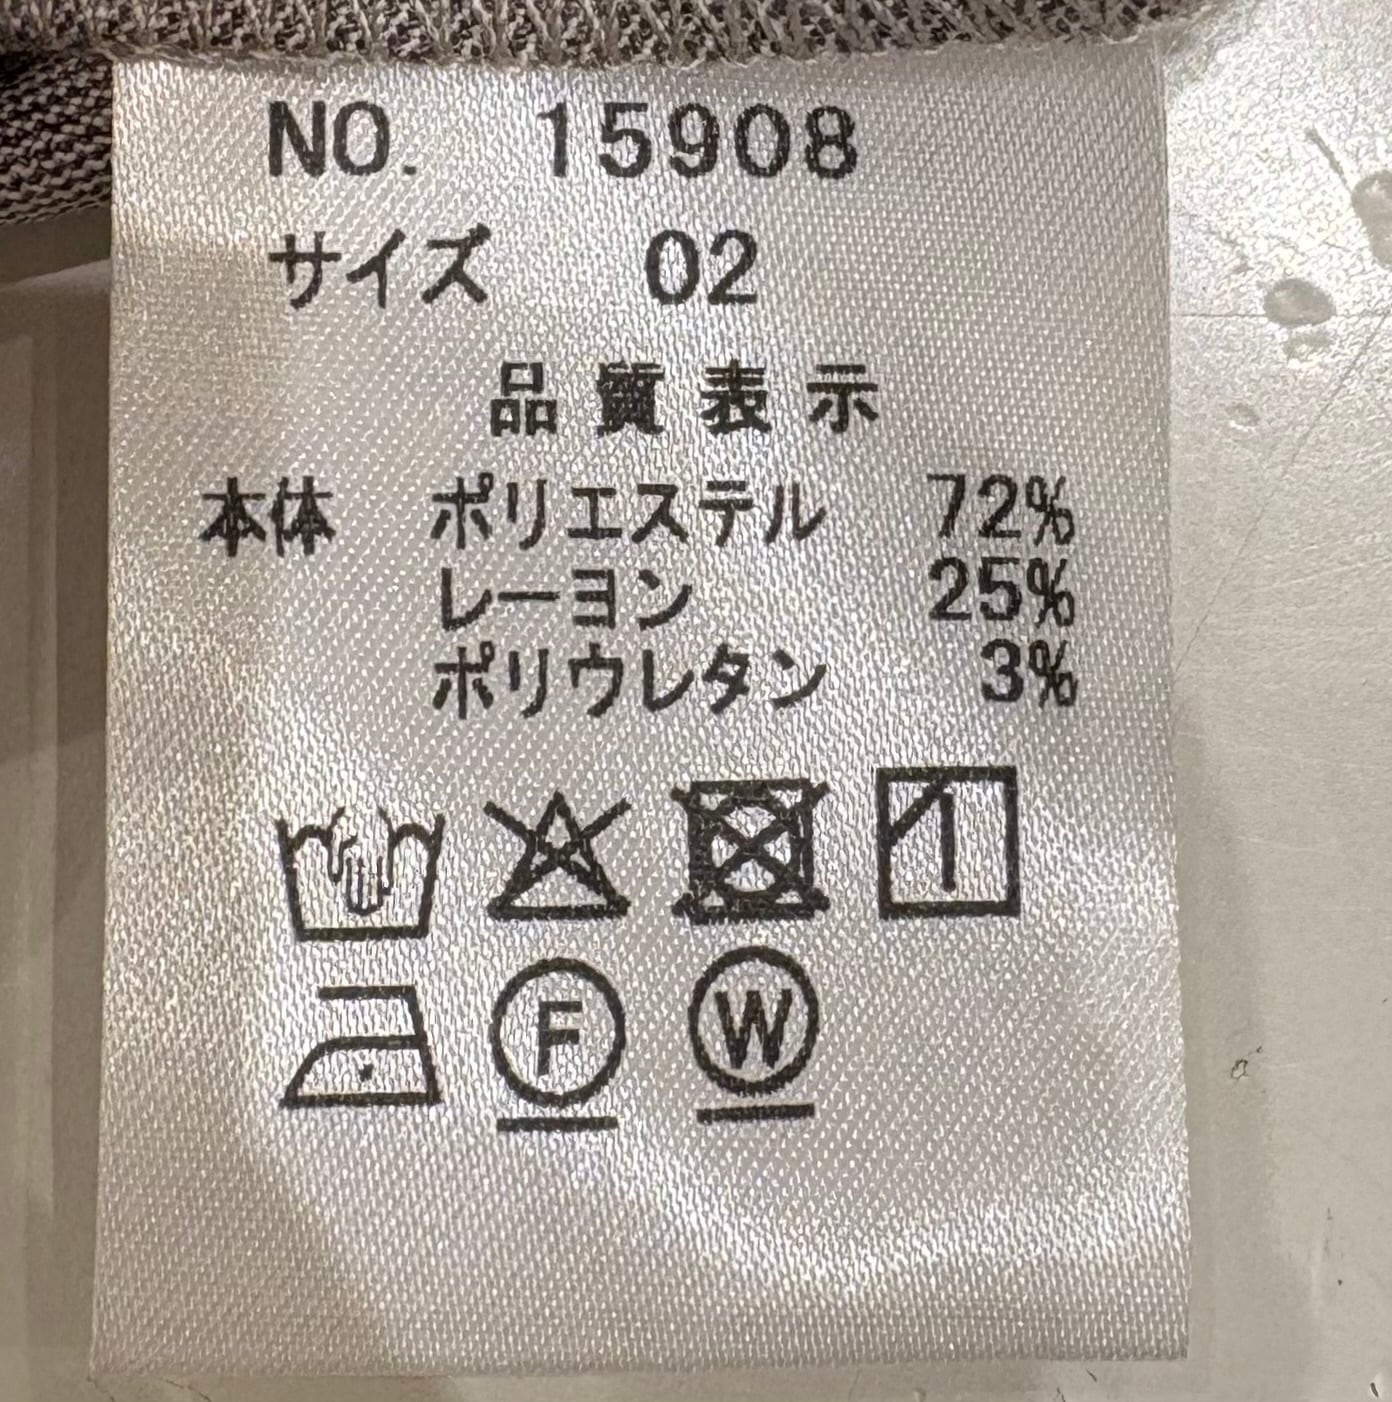 NO. 15908
サイズ 02
品質表示
本体 ポリエステル 72%
レーヨン 25%
ポリウレタン 3%
F W